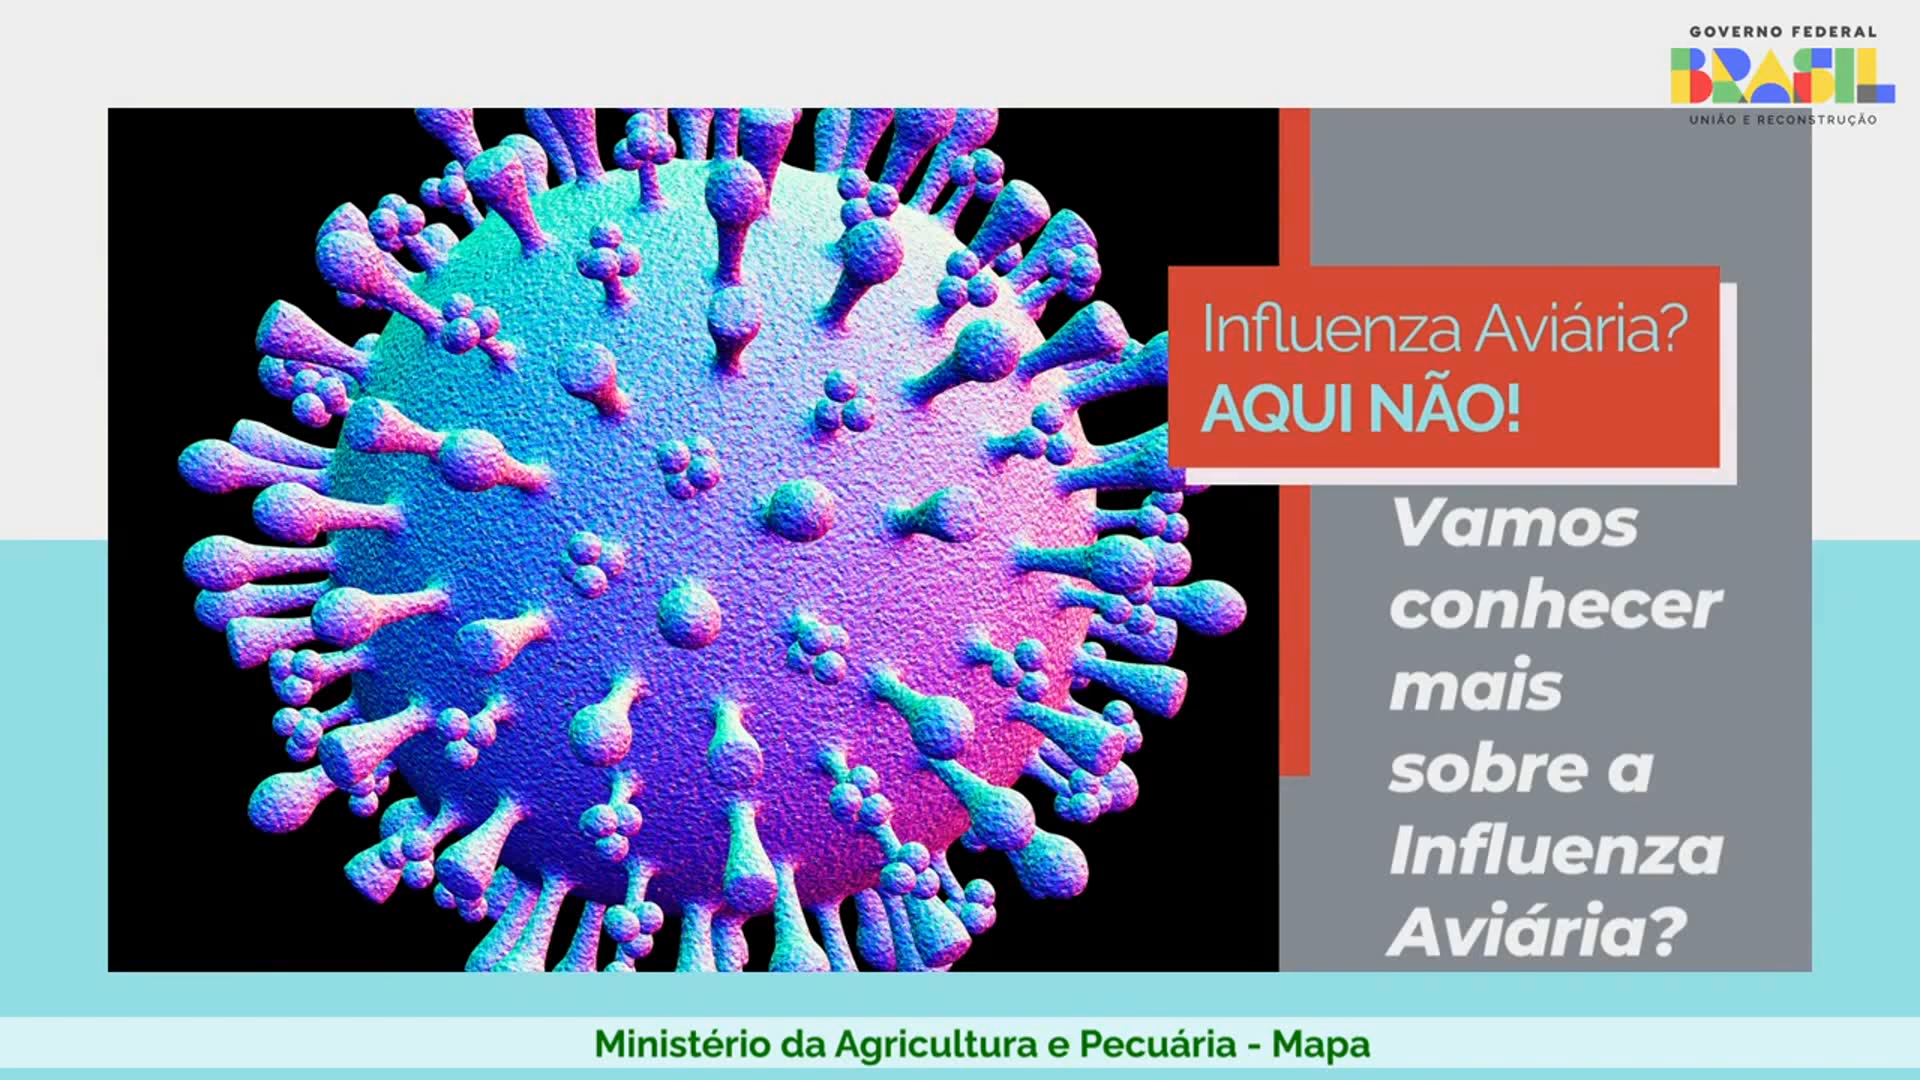 GOVERNO FEDERAL
BRASIL
UNIÃO E RECONSTRUÇÃO
Influenza Aviária?
AQUI NÃO!
Vamos
conhecer
mais
sobre a
Influenza
Aviária?
Ministério da Agricultura e Pecuária - Mapa